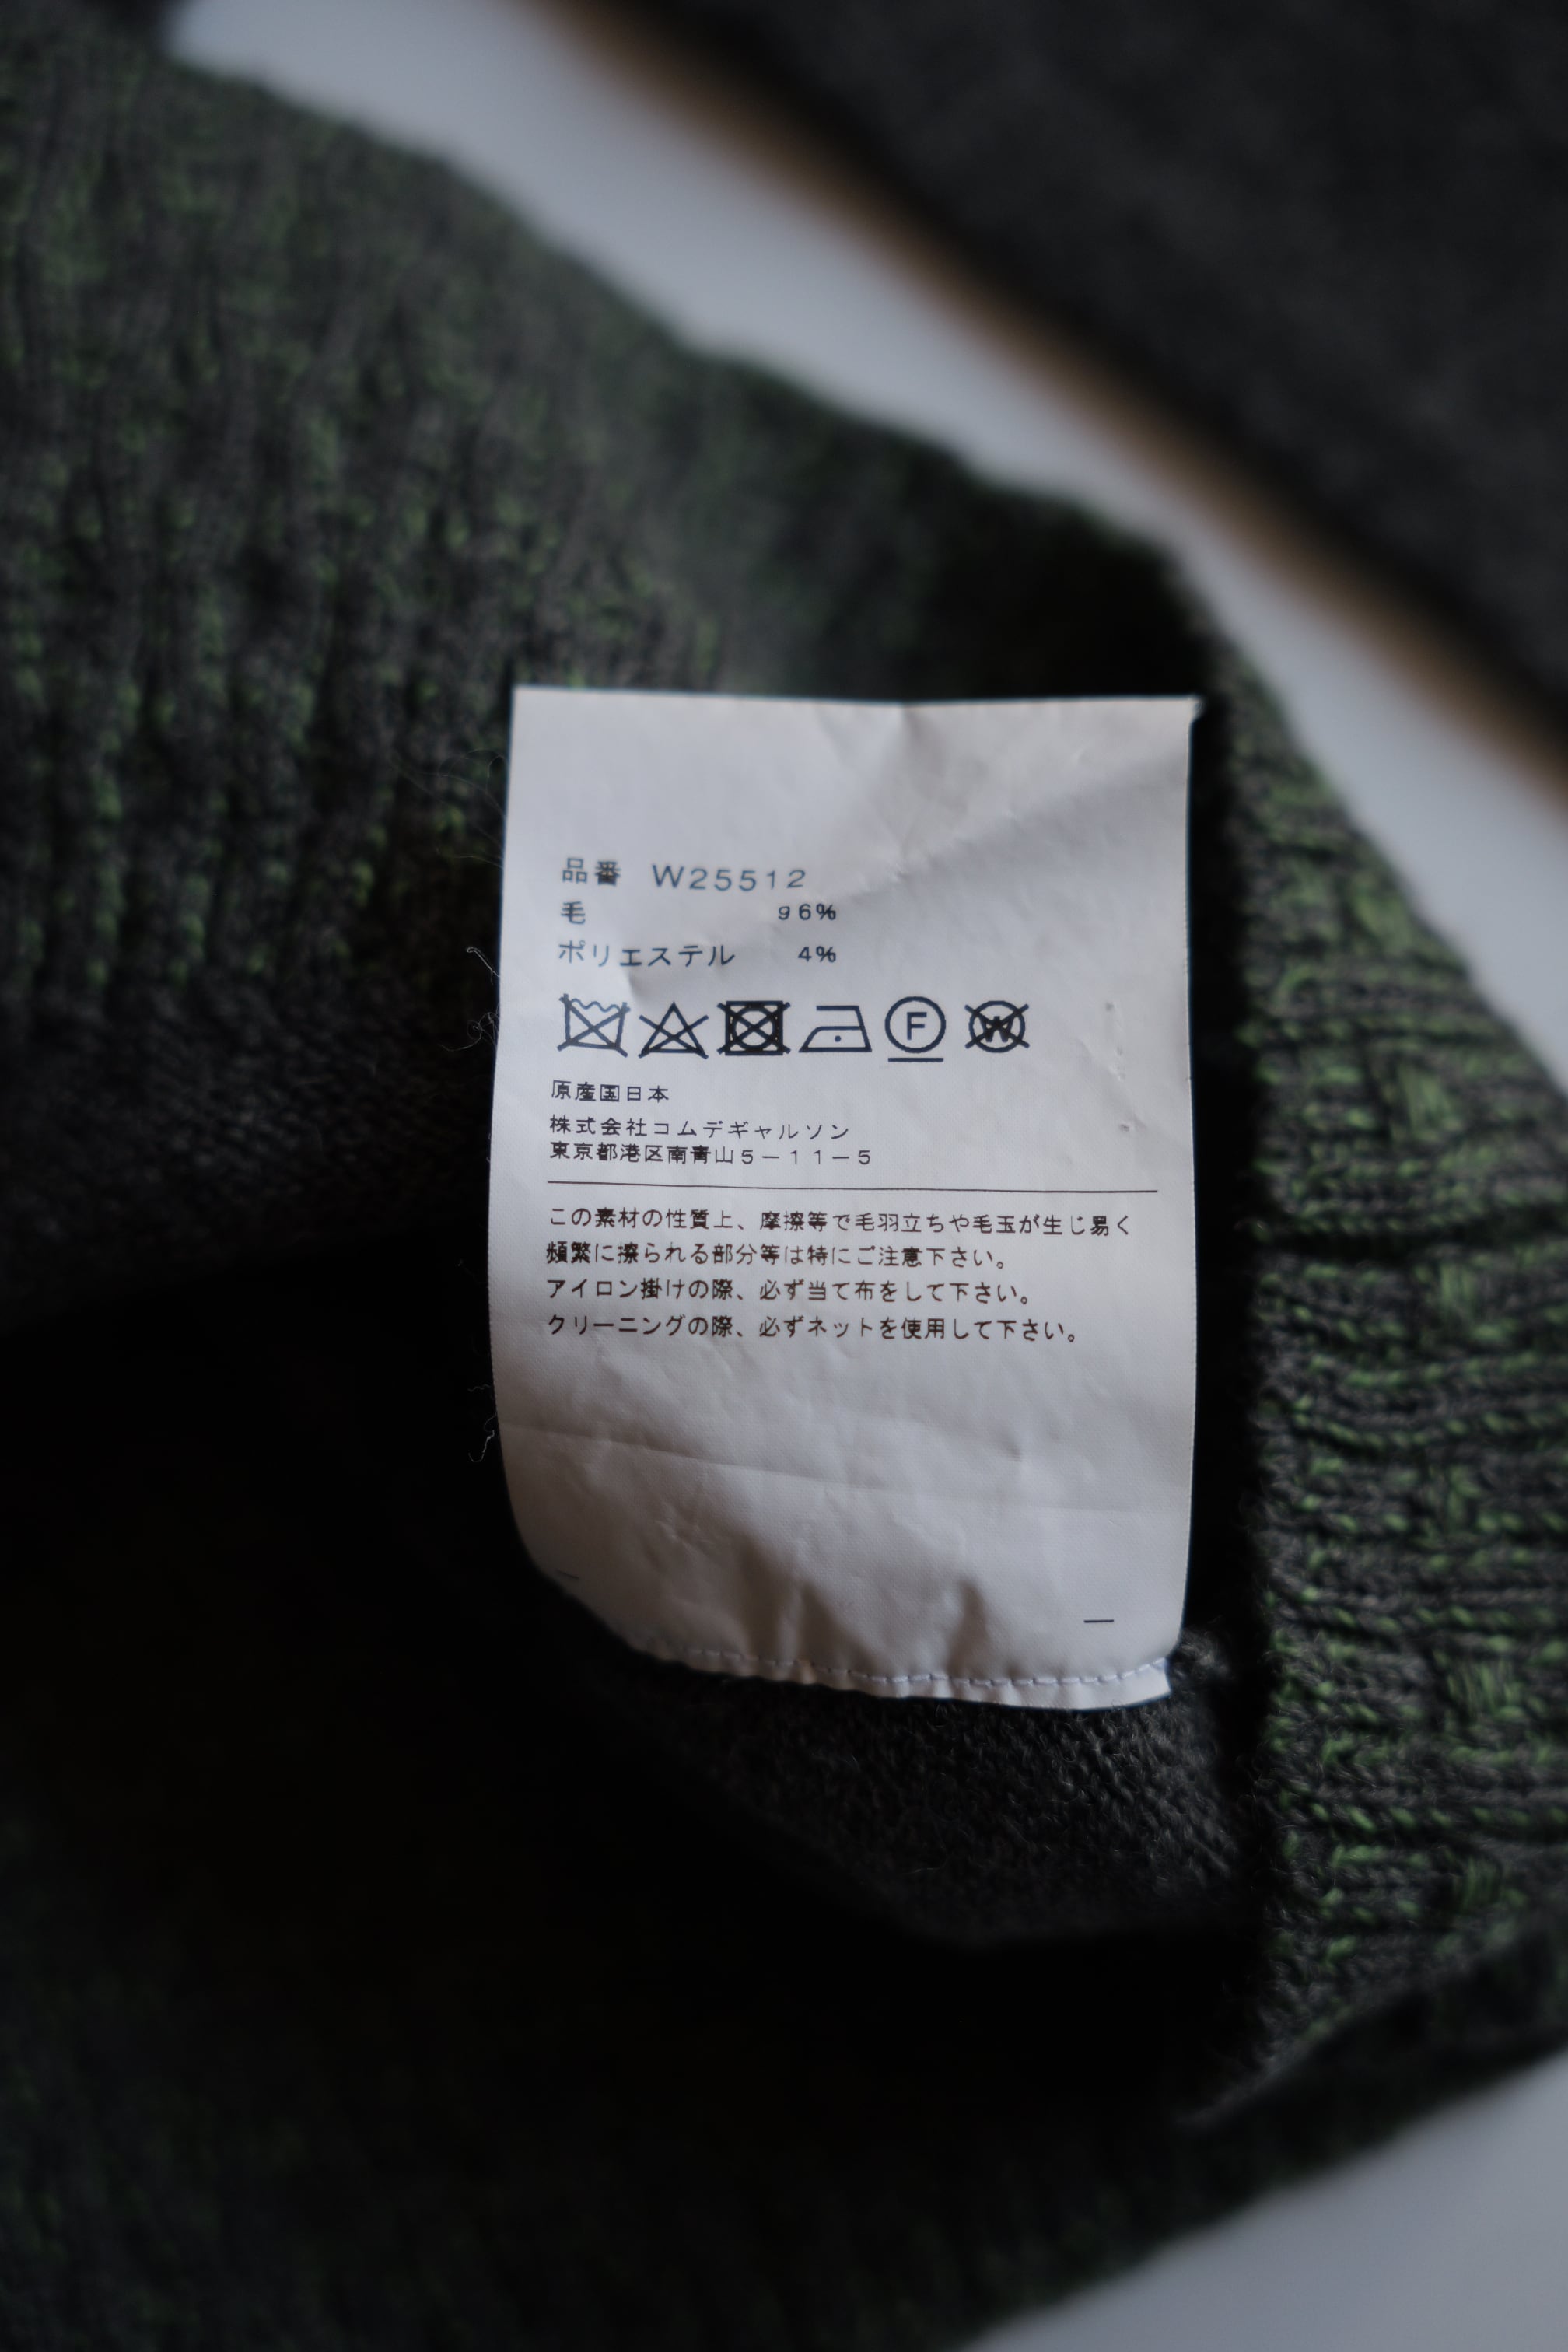 品番 W25512
毛 96%
ポリエステル 4%
F W
原産国日本
株式会社コムデギャルソン
東京都港区南青山5－11－5
この素材の性質上、摩擦等で毛羽立ちや毛玉が生じ易く
頻繁に擦られる部分等は特にご注意下さい。
アイロン掛けの際、必ず当て布をして下さい。
クリーニングの際、必ずネットを使用して下さい。